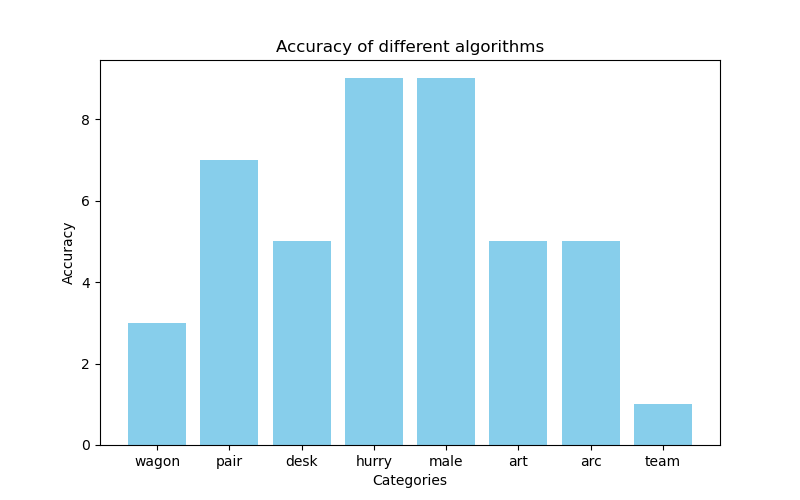 Accuracy of different algorithms
8
6
4
2
0
Accuracy
wagon pair desk hurry male art arc team
Categories